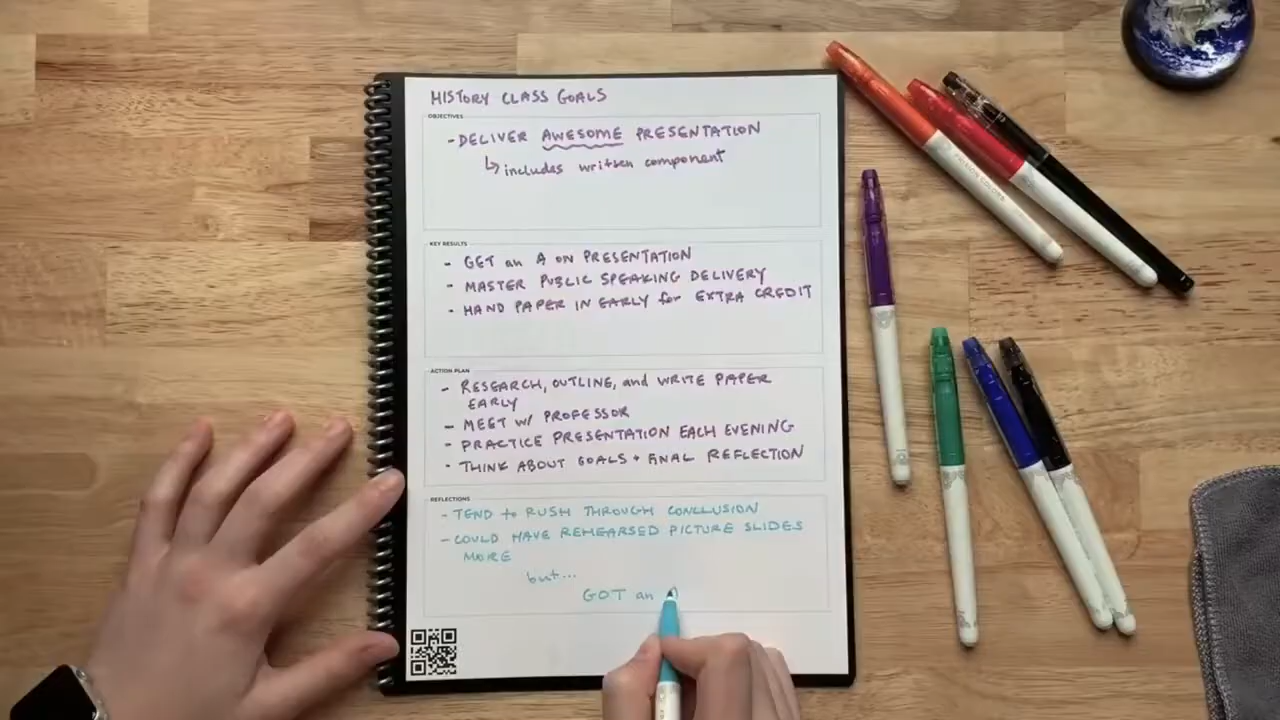 HISTORY CLASS GOALS
OBJECTIVES
- DELIVER AWESOME PRESENTATION
↳ includes written component
KEY RESULTS
- GET an A ON PRESENTATION
- MASTER PUBLIC SPEAKING DELIVERY
- HAND PAPER IN EARLY for EXTRA CREDIT
ACTION PLAN
- RESEARCH, OUTLINE, and WRITE PAPER
EARLY
- MEET W/ PROFESSOR
- PRACTICE PRESENTATION EACH EVENING
- THINK ABOUT GOALS + FINAL REFLECTION
REFLECTIONS
- TEND to RUSH THROUGH CONCLUSION
- COULD HAVE REHEARSED PICTURE SLIDES
MORE
but...
GOT an